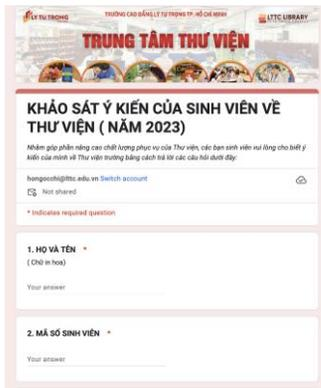 LÝ TỰ TRỌNG
TRƯỜNG CAO ĐẲNG LÝ TỰ TRỌNG TP. HỒ CHÍ MINH
LTTC LIBRARY
TRUNG TÂM THƯ VIỆN
KHẢO SÁT Ý KIẾN CỦA SINH VIÊN VỀ
THƯ VIỆN ( NĂM 2023)
Nhằm góp phần nâng cao chất lượng phục vụ của Thư viện, các bạn sinh viên vui lòng cho biết ý
kiến của mình về Thư viện trường bằng cách trả lời các câu hỏi dưới đây:
hongocchi@lttc.edu.vn Switch account
Not shared
* Indicates required question
1. HỌ VÀ TÊN *
( Chữ in hoa)
Your answer
2. MÃ SỐ SINH VIÊN *
Your answer